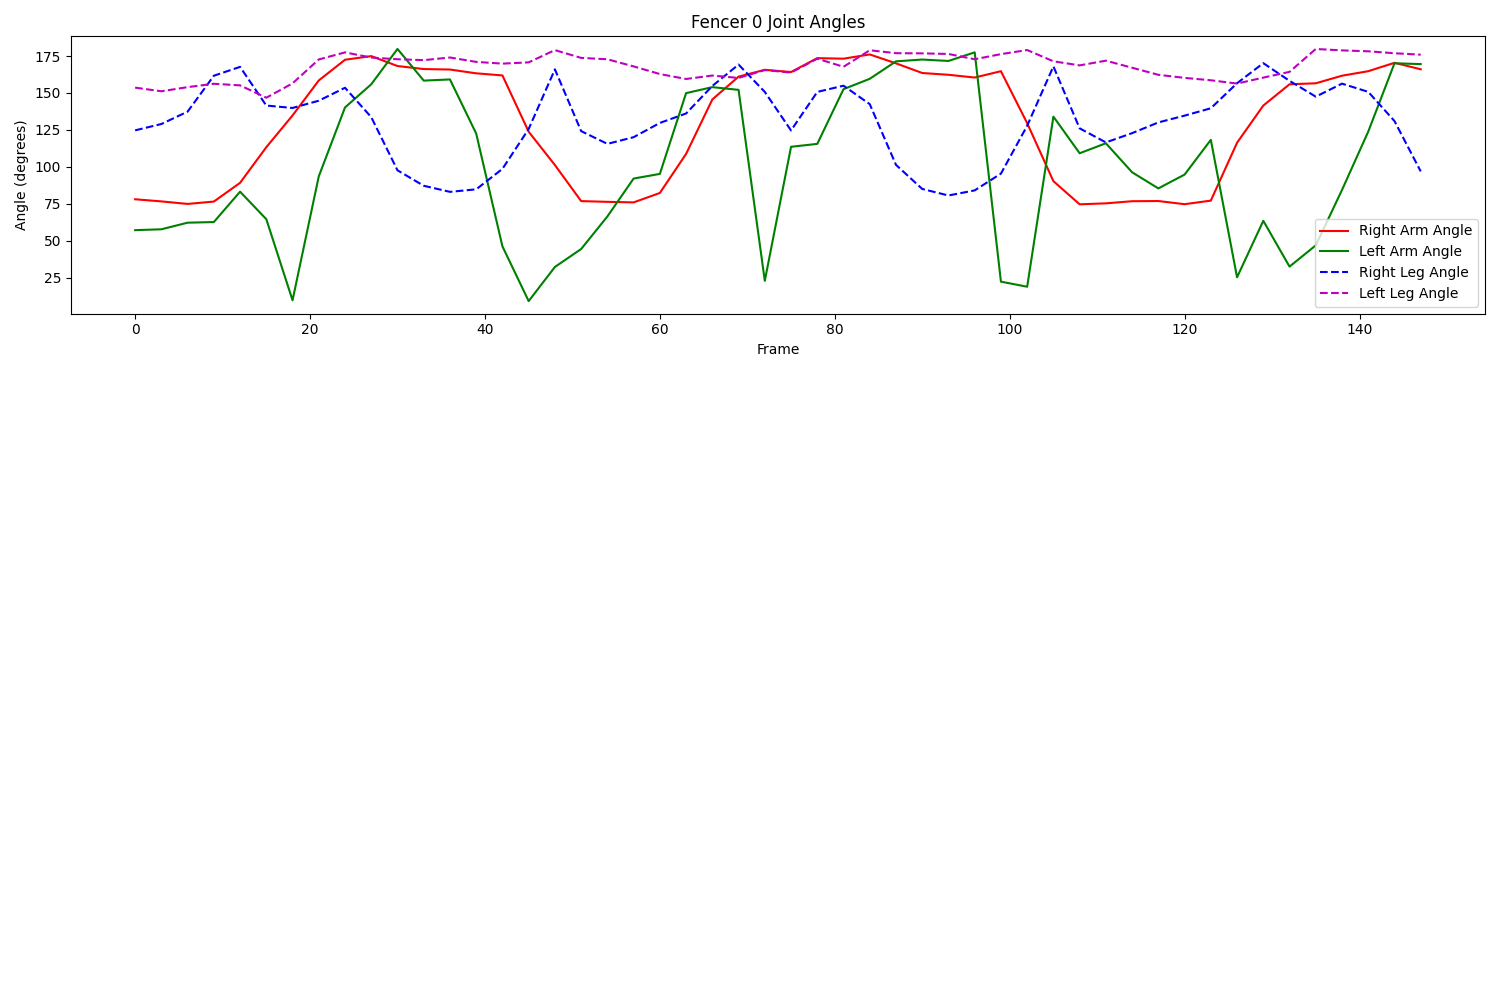 Fencer 0 Joint Angles
Angle (degrees)
175
150
125
100
75
50
25
Right Arm Angle
Left Arm Angle
Right Leg Angle
Left Leg Angle
0 20 40 60 80 100 120 140
Frame